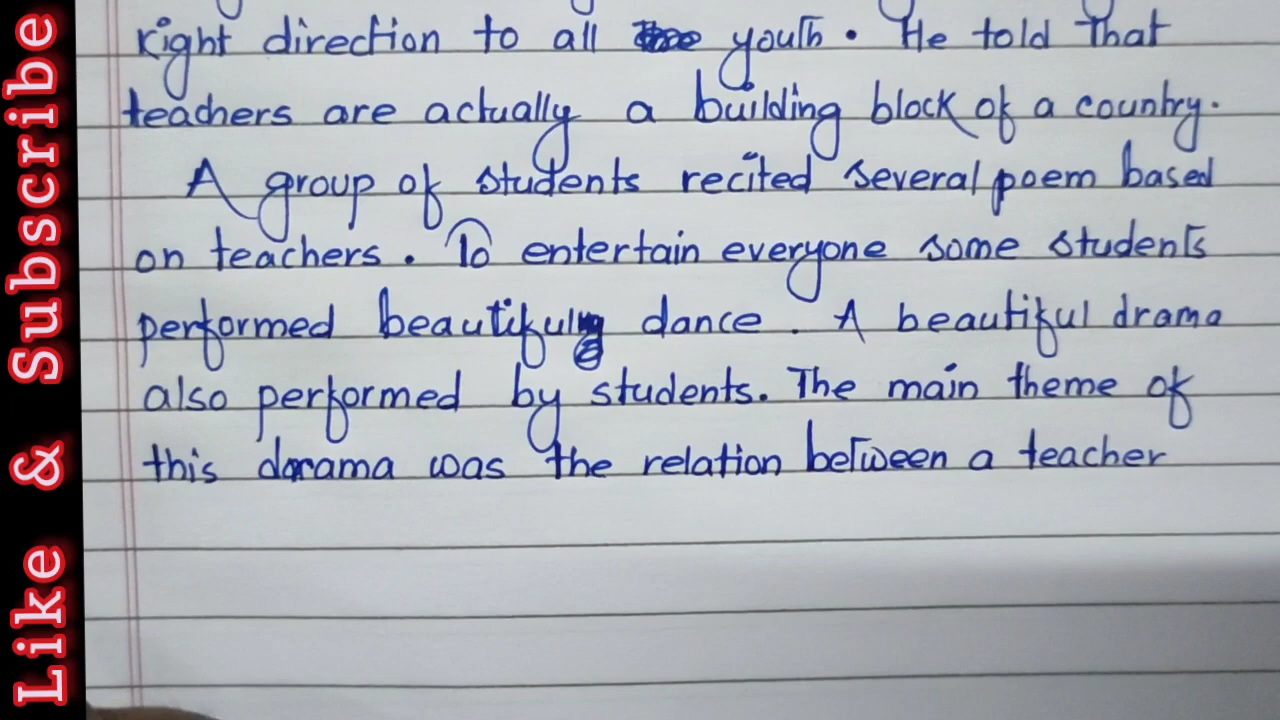 Like & Subscribe
right direction to all youth. He told that
teachers are actually a building block of a country.
A group of students recited several poem based
on teachers. To entertain everyone some students
performed beautiful dance. A beautiful drama
also performed by students. The main theme of
this drama was the relation between a teacher